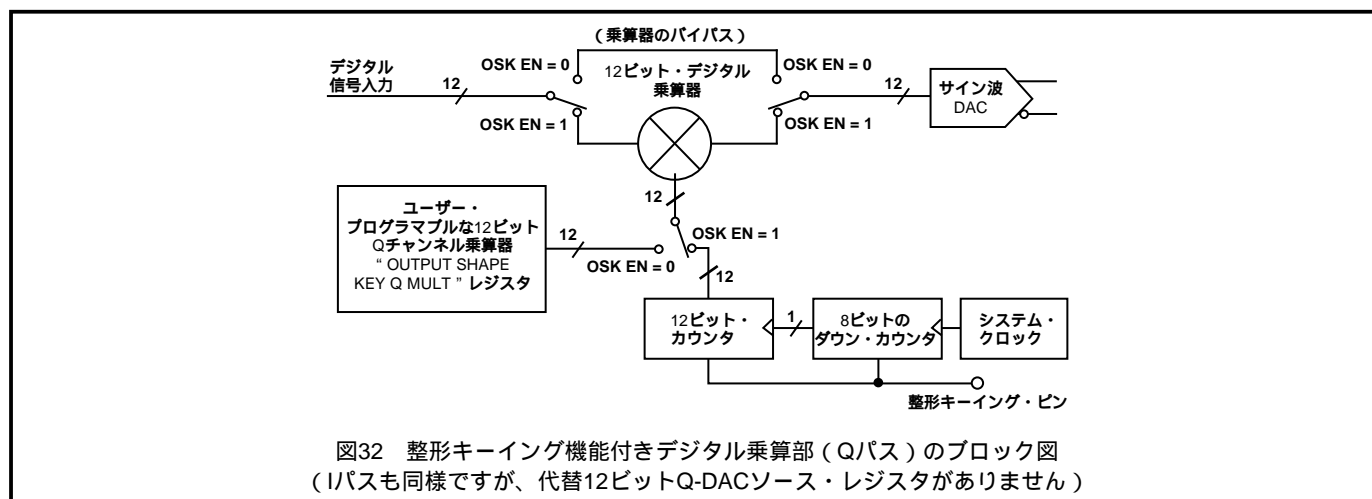 (乗算器のバイパス)
デジタル
信号入力
12
OSK EN = 0
OSK EN = 1
12ビット・デジタル
乗算器
OSK EN = 0
OSK EN = 1
12
サイン波
DAC
12
ユーザー・
プログラマブルな12ビット
Qチャンネル乗算器
“ OUTPUT SHAPE
KEY Q MULT ” レジスタ
12
OSK EN = 0
OSK EN = 1
12
12ビット・
カウンタ
1
8ビットの
ダウン・カウンタ
システム・
クロック
整形キーイング・ピン
図32 整形キーイング機能付きデジタル乗算部(Qパス)のブロック図
(Iパスも同様ですが、代替12ビットQ-DACソース・レジスタがありません)